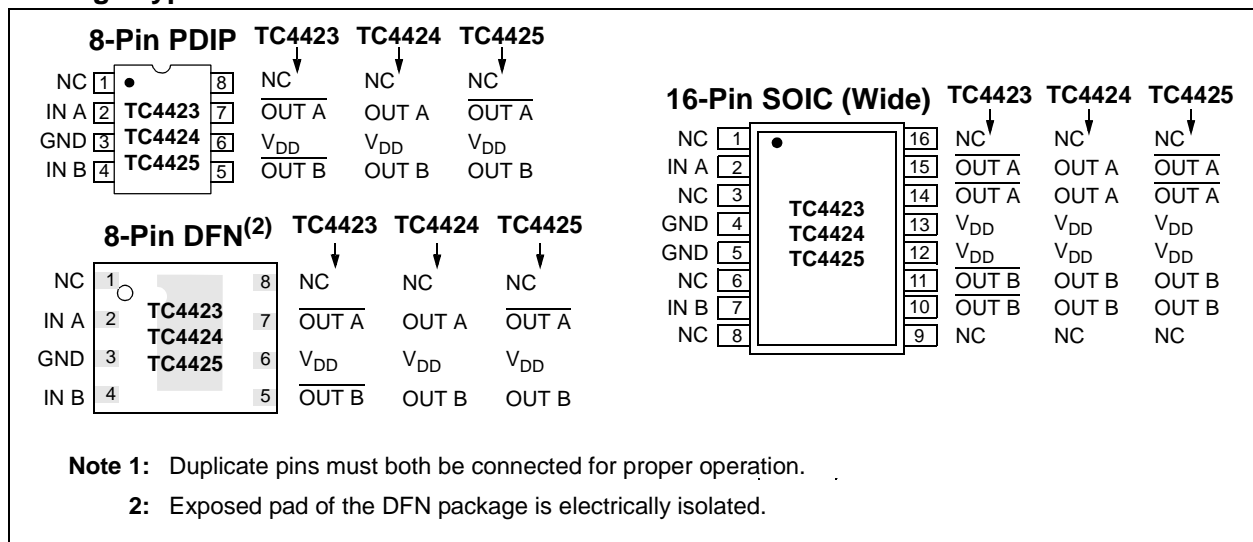 8-Pin PDIP TC4423 TC4424 TC4425
NC 1 8 NC NC NC
IN A 2 TC4423 7 OUT A OUT A OUT A
GND 3 TC4424 6 VDD VDD VDD
IN B 4 TC4425 5 OUT B OUT B OUT B
8-Pin DFN(2) TC4423 TC4424 TC4425
NC 1 8 NC NC NC
IN A 2 TC4423 7 OUT A OUT A OUT A
TC4424
GND 3 TC4425 6 VDD VDD VDD
IN B 4 5 OUT B OUT B OUT B
16-Pin SOIC (Wide) TC4423 TC4424 TC4425
NC 1 16 NC NC NC
IN A 2 15 OUT A OUT A OUT A
NC 3 TC4423 14 OUT A OUT A OUT A
GND 4 TC4424 13 VDD VDD VDD
GND 5 TC4425 12 VDD VDD VDD
NC 6 11 OUT B OUT B OUT B
IN B 7 10 OUT B OUT B OUT B
NC 8 9 NC NC NC
Note 1: Duplicate pins must both be connected for proper operation.
2: Exposed pad of the DFN package is electrically isolated.